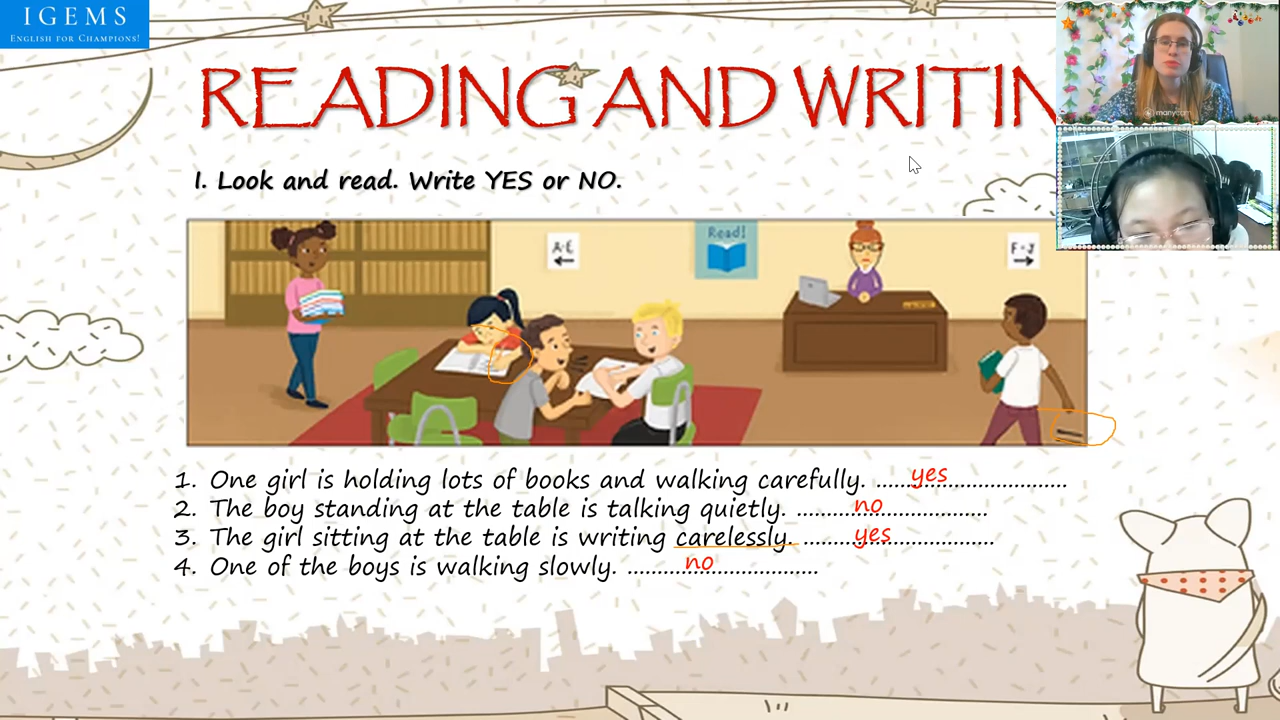 IGEMS
ENGLISH FOR CHAMPIONS!
READING AND WRITIN
manycam
I. Look and read. Write YES or NO.
A-E
Read!
F-J
1. One girl is holding lots of books and walking carefully. .................................... yes
2. The boy standing at the table is talking quietly. .................................... no
3. The girl sitting at the table is writing carelessly. .................................... yes
4. One of the boys is walking slowly. .................................... no